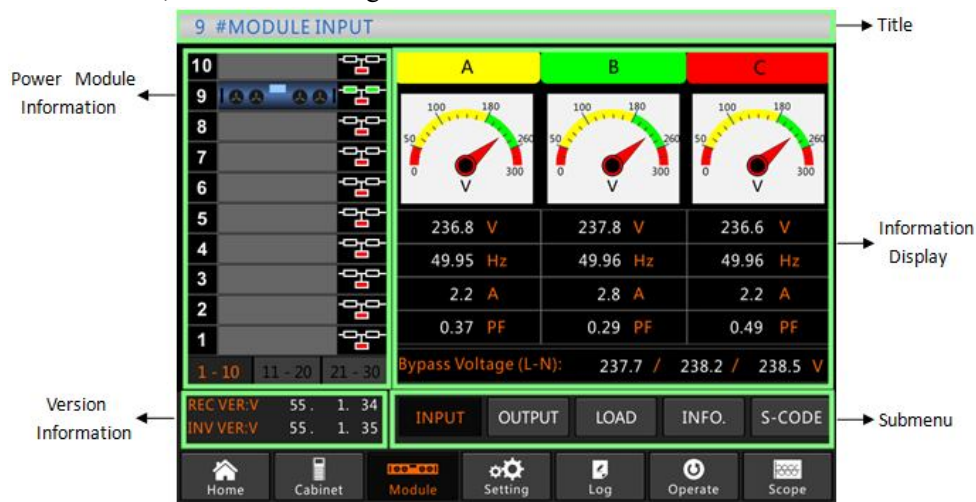 9 #MODULE INPUT
Title
Power Module
Information
10
9
8
7
6
5
4
3
2
1
1 - 10 11 - 20 21 - 30
A B C
50 100 180 260 0 300 V
50 100 180 260 0 300 V
50 100 180 260 0 300 V
236.8 V 237.8 V 236.6 V
49.95 Hz 49.96 Hz 49.96 Hz
2.2 A 2.8 A 2.2 A
0.37 PF 0.29 PF 0.49 PF
Bypass Voltage (L-N): 237.7 / 238.2 / 238.5 V
Information
Display
Version
Information
REC VER:V 55. 1. 34
INV VER:V 55. 1. 35
INPUT OUTPUT LOAD INFO. S-CODE
Submenu
Home Cabinet Module Setting Log Operate Scope